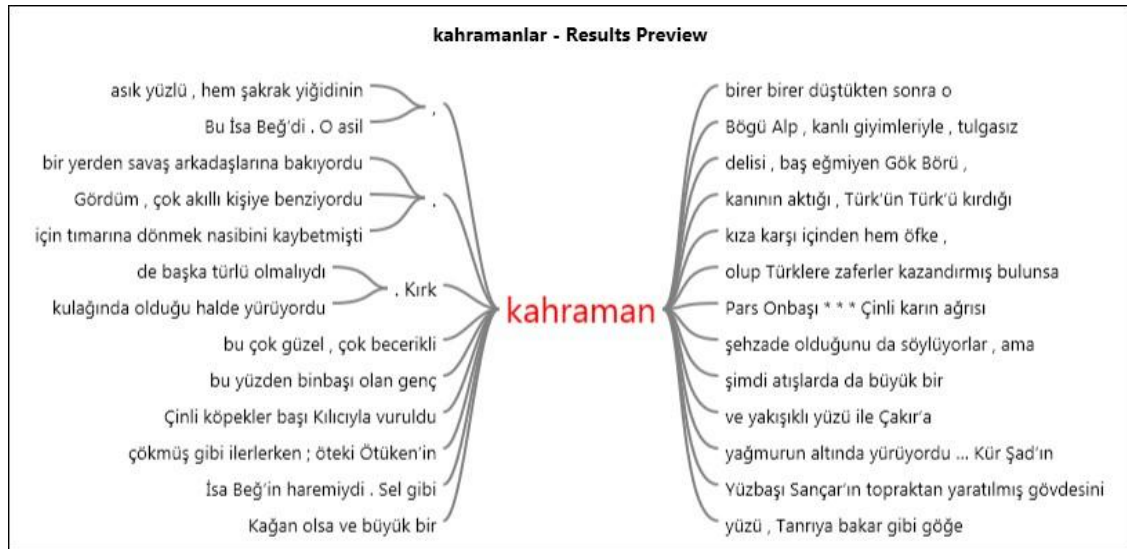 kahramanlar - Results Preview
asık yüzlü , hem şakrak yiğidinin
Bu İsa Beğ'di . O asil
,
bir yerden savaş arkadaşlarına bakıyordu
Gördüm , çok akıllı kişiye benziyordu
için tımarına dönmek nasibini kaybetmişti
.
de başka türlü olmalıydı
kulağında olduğu halde yürüyordu
. Kırk
bu çok güzel , çok becerikli
bu yüzden binbaşı olan genç
Çinli köpekler başı Kılıcıyla vuruldu
çökmüş gibi ilerlerken ; öteki Ötüken'in
İsa Beğ'in haremiydi . Sel gibi
Kağan olsa ve büyük bir
kahraman
birer birer düştükten sonra o
Bögü Alp , kanlı giyimleriyle , tulgasız
delisi , baş eğmiyen Gök Börü ,
kanının aktığı , Türk'ün Türk'ü kırdığı
kıza karşı içinden hem öfke ,
olup Türklere zaferler kazandırmış bulunsa
Pars Onbaşı * * * Çinli karın ağrısı
şehzade olduğunu da söylüyorlar , ama
şimdi atışlarda da büyük bir
ve yakışıklı yüzü ile Çakır'a
yağmurun altında yürüyordu ... Kür Şad'ın
Yüzbaşı Sançar'ın topraktan yaratılmış gövdesini
yüzü , Tanrıya bakar gibi göğe